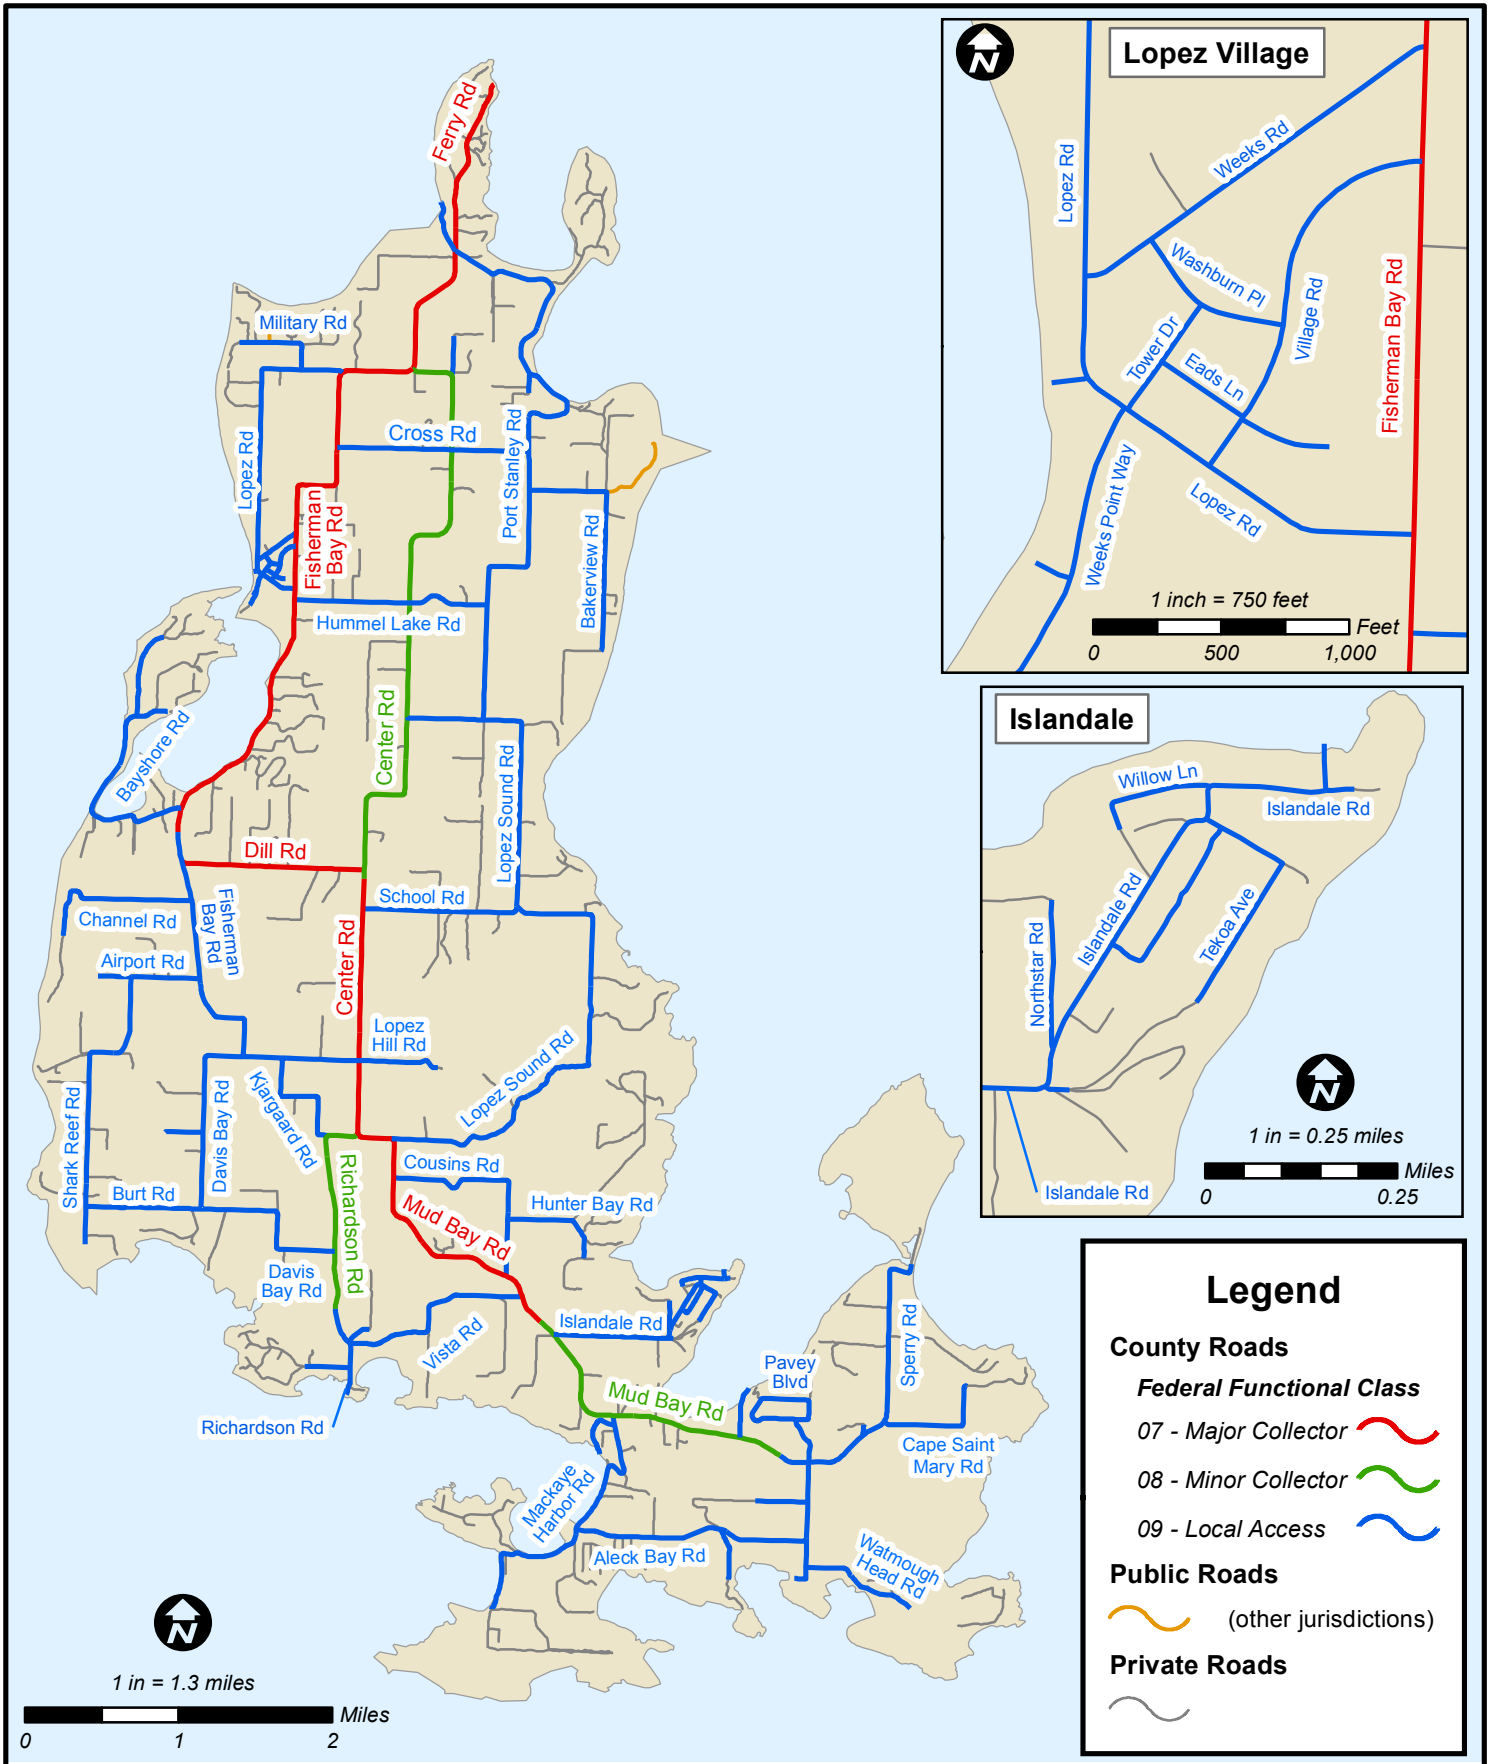 Ferry Rd
Military Rd
Lopez Rd
Cross Rd
Port Stanley Rd
Fisherman
Bay Rd
Bakerview Rd
Hummel Lake Rd
Center Rd
Bayshore Rd
Lopez Sound Rd
Dill Rd
School Rd
Channel Rd
Fisherman
Bay Rd
Airport Rd
Center Rd
Lopez
Hill Rd
Lopez Sound Rd
Kjargaard Rd
Davis Bay Rd
Shark Reef Rd
Burt Rd
Cousins Rd
Hunter Bay Rd
Richardson Rd
Mud Bay Rd
Davis
Bay Rd
Vista Rd
Islandale Rd
Sperry Rd
Pavey
Blvd
Mud Bay Rd
Richardson Rd
Cape Saint
Mary Rd
Mackaye
Harbor Rd
Aleck Bay Rd
Watmough
Head Rd
N
1 in = 1.3 miles
Miles
0 1 2
N
Lopez Village
Lopez Rd
Weeks Rd
Washburn Pl
Village Rd
Fisherman Bay Rd
Tower Dr
Eads Ln
Weeks Point Way
Lopez Rd
1 inch = 750 feet
Feet
0 500 1,000
Islandale
Willow Ln
Islandale Rd
Islandale Rd
Tekoa Ave
Northstar Rd
N
1 in = 0.25 miles
Miles
0 0.25
Islandale Rd
Legend
County Roads
Federal Functional Class
07 - Major Collector
08 - Minor Collector
09 - Local Access
Public Roads
(other jurisdictions)
Private Roads